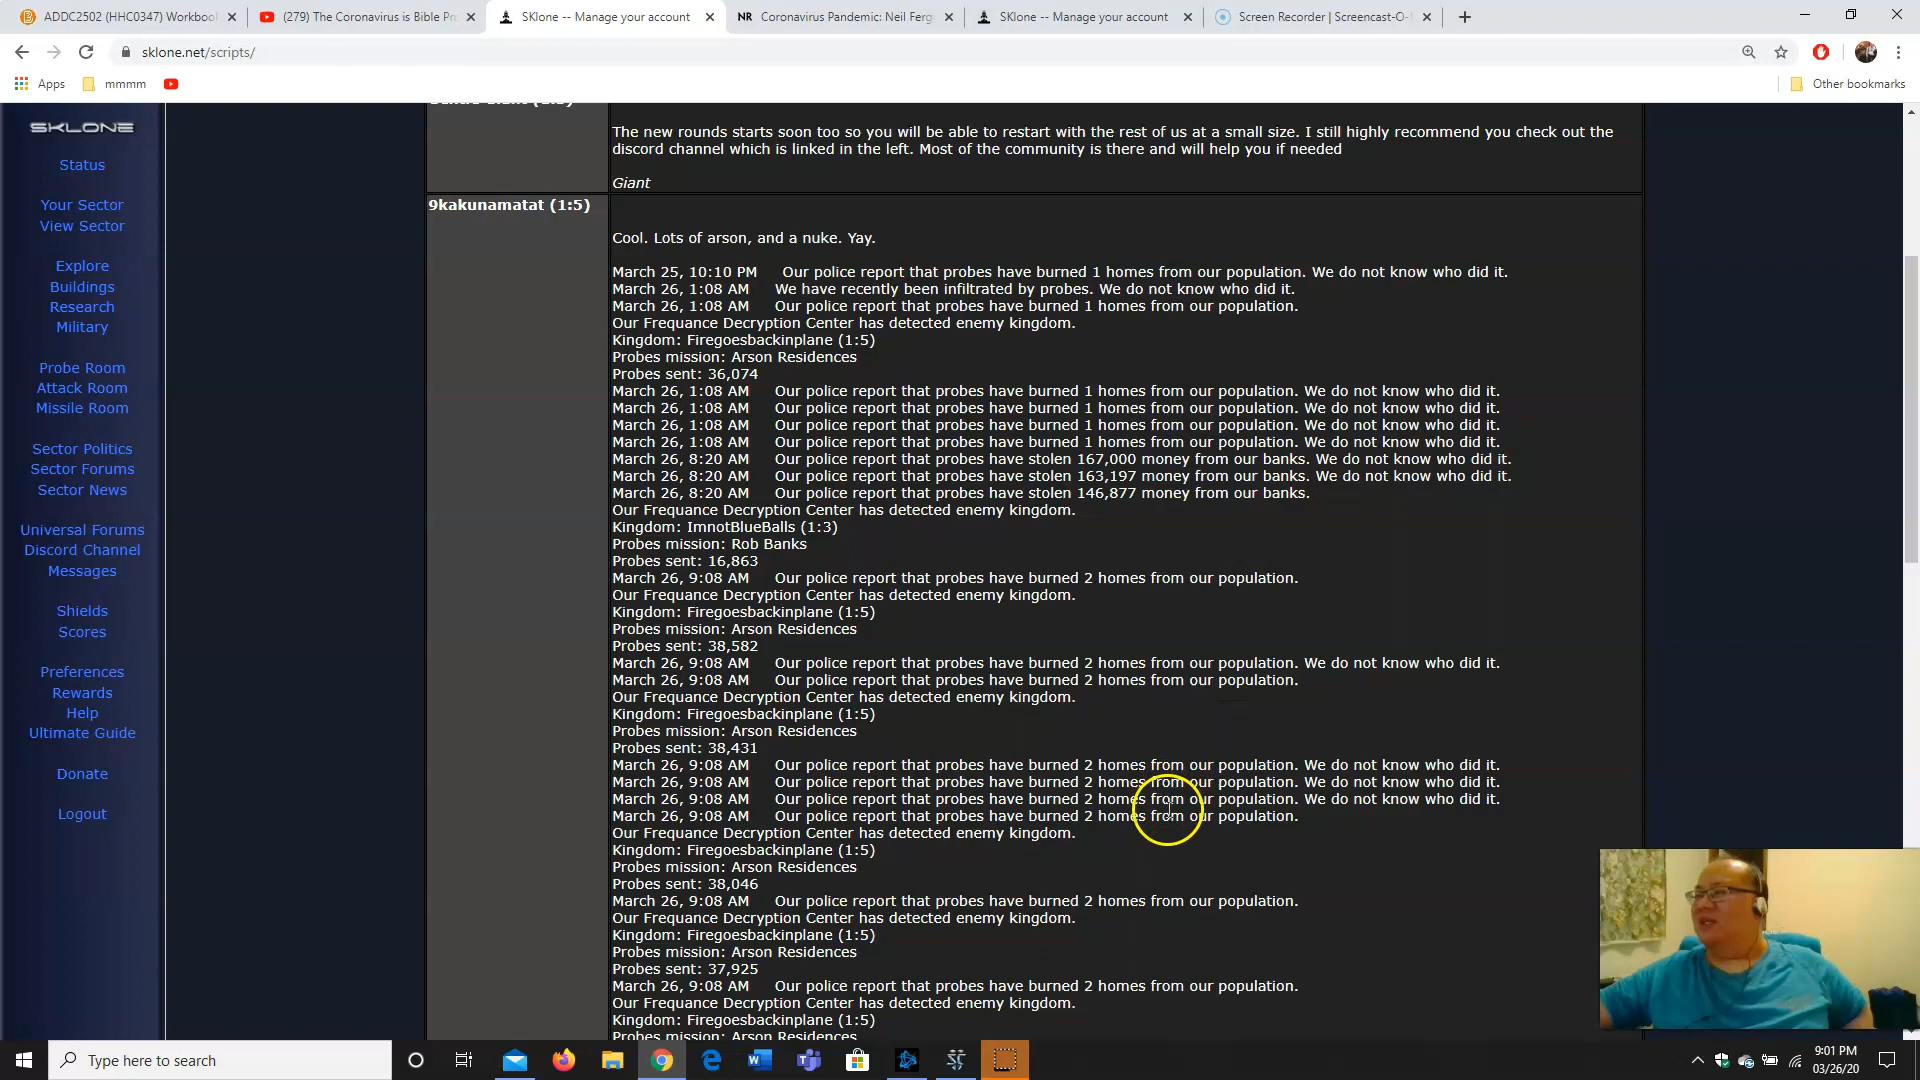 ADDC2502 (HHC0347) Workboo
(279) The Coronavirus is Bible Pro
SKlone -- Manage your account
NR Coronavirus Pandemic: Neil Ferg
SKlone -- Manage your account
Screen Recorder | Screencast-O-
sklone.net/scripts/
Apps
mmmm
Other bookmarks
SKLONE
Status
Your Sector
View Sector
Explore
Buildings
Research
Military
Probe Room
Attack Room
Missile Room
Sector Politics
Sector Forums
Sector News
Universal Forums
Discord Channel
Messages
Shields
Scores
Preferences
Rewards
Help
Ultimate Guide
Donate
Logout
The new rounds starts soon too so you will be able to restart with the rest of us at a small size. I still highly recommend you check out the
discord channel which is linked in the left. Most of the community is there and will help you if needed
Giant
9kakunamatat (1:5)
Cool. Lots of arson, and a nuke. Yay.
March 25, 10:10 PM Our police report that probes have burned 1 homes from our population. We do not know who did it.
March 26, 1:08 AM We have recently been infiltrated by probes. We do not know who did it.
March 26, 1:08 AM Our police report that probes have burned 1 homes from our population.
Our Frequance Decryption Center has detected enemy kingdom.
Kingdom: Firegoesbackinplane (1:5)
Probes mission: Arson Residences
Probes sent: 36,074
March 26, 1:08 AM Our police report that probes have burned 1 homes from our population. We do not know who did it.
March 26, 1:08 AM Our police report that probes have burned 1 homes from our population. We do not know who did it.
March 26, 1:08 AM Our police report that probes have burned 1 homes from our population. We do not know who did it.
March 26, 1:08 AM Our police report that probes have burned 1 homes from our population. We do not know who did it.
March 26, 8:20 AM Our police report that probes have stolen 167,000 money from our banks. We do not know who did it.
March 26, 8:20 AM Our police report that probes have stolen 163,197 money from our banks. We do not know who did it.
March 26, 8:20 AM Our police report that probes have stolen 146,877 money from our banks.
Our Frequance Decryption Center has detected enemy kingdom.
Kingdom: ImnotBlueBalls (1:3)
Probes mission: Rob Banks
Probes sent: 16,863
March 26, 9:08 AM Our police report that probes have burned 2 homes from our population.
Our Frequance Decryption Center has detected enemy kingdom.
Kingdom: Firegoesbackinplane (1:5)
Probes mission: Arson Residences
Probes sent: 38,582
March 26, 9:08 AM Our police report that probes have burned 2 homes from our population. We do not know who did it.
March 26, 9:08 AM Our police report that probes have burned 2 homes from our population.
Our Frequance Decryption Center has detected enemy kingdom.
Kingdom: Firegoesbackinplane (1:5)
Probes mission: Arson Residences
Probes sent: 38,431
March 26, 9:08 AM Our police report that probes have burned 2 homes from our population. We do not know who did it.
March 26, 9:08 AM Our police report that probes have burned 2 homes from our population. We do not know who did it.
March 26, 9:08 AM Our police report that probes have burned 2 homes from our population. We do not know who did it.
March 26, 9:08 AM Our police report that probes have burned 2 homes from our population.
Our Frequance Decryption Center has detected enemy kingdom.
Kingdom: Firegoesbackinplane (1:5)
Probes mission: Arson Residences
Probes sent: 38,046
March 26, 9:08 AM Our police report that probes have burned 2 homes from our population.
Our Frequance Decryption Center has detected enemy kingdom.
Kingdom: Firegoesbackinplane (1:5)
Probes mission: Arson Residences
Probes sent: 37,925
March 26, 9:08 AM Our police report that probes have burned 2 homes from our population.
Our Frequance Decryption Center has detected enemy kingdom.
Kingdom: Firegoesbackinplane (1:5)
Probes mission: Arson Residences
Type here to search
9:01 PM
03/26/20